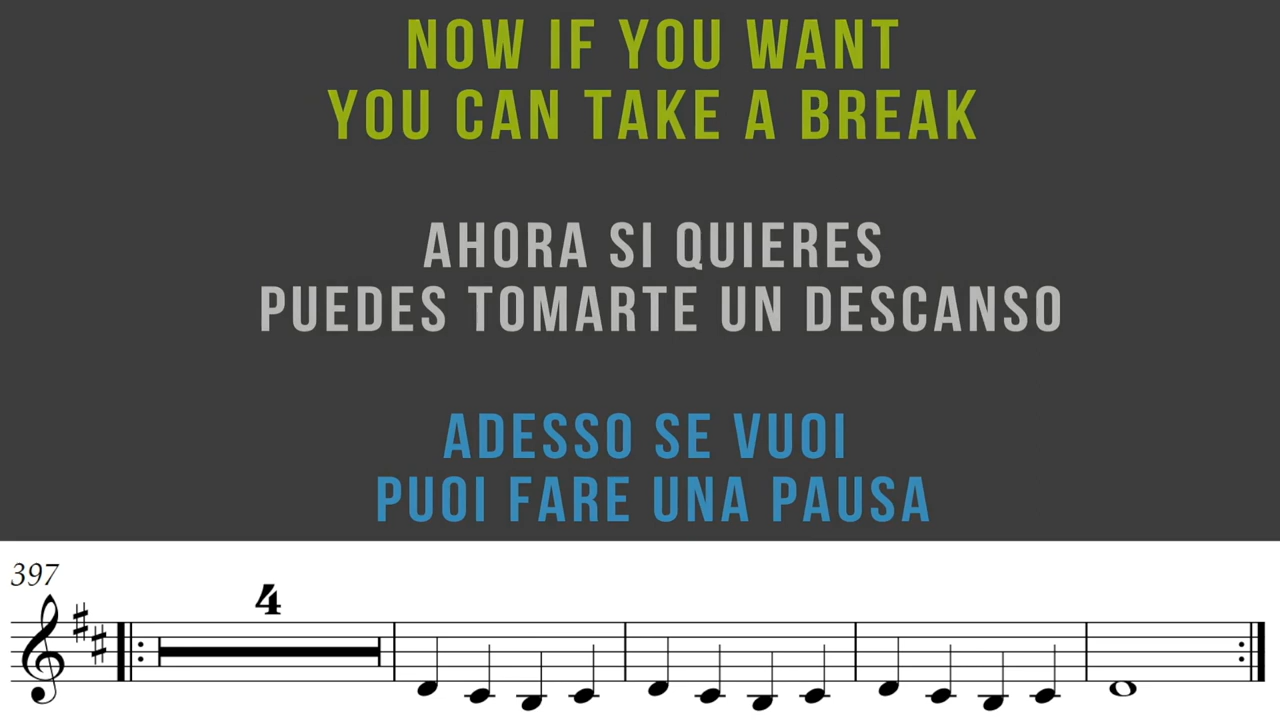 NOW IF YOU WANT
YOU CAN TAKE A BREAK
AHORA SI QUIERES
PUEDES TOMARTE UN DESCANSO
ADESSO SE VUOI
PUOI FARE UNA PAUSA
397
4